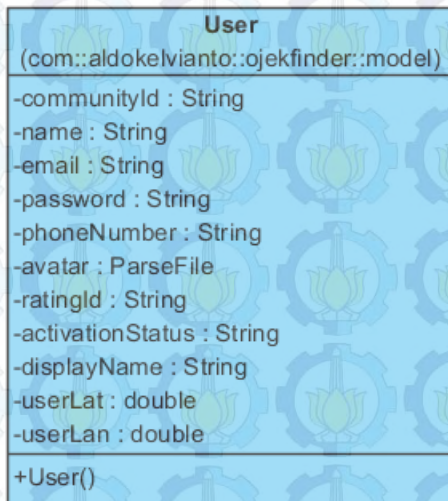 User
(com::aldokelvianto::ojekfinder::model)
-communityId : String
-name : String
-email : String
-password : String
-phoneNumber : String
-avatar : ParseFile
-ratingId : String
-activationStatus : String
-displayName : String
-userLat : double
-userLan : double
+User()